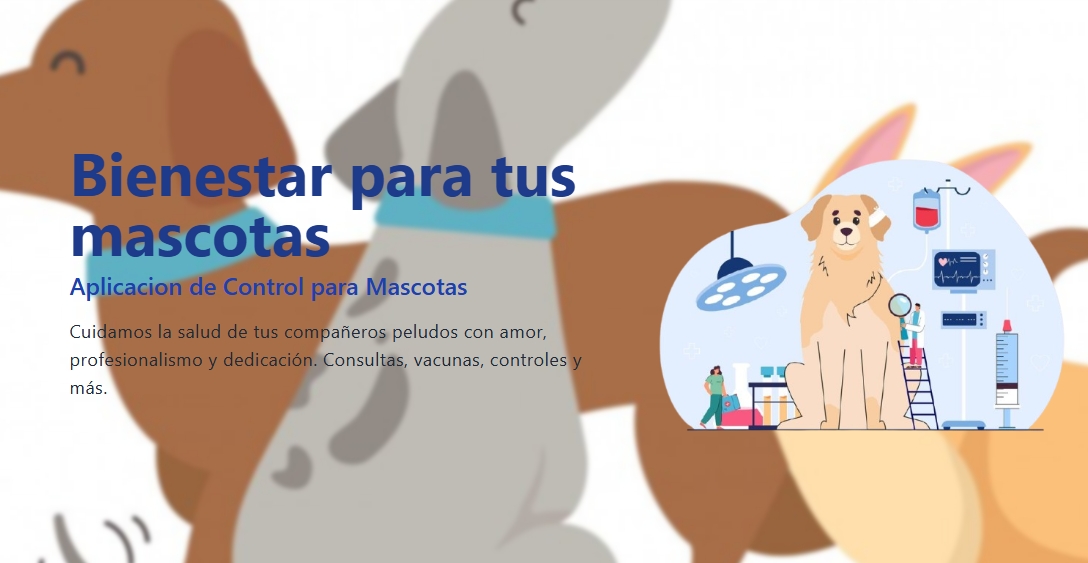 Bienestar para tus
mascotas
Aplicacion de Control para Mascotas
Cuidamos la salud de tus compañeros peludos con amor,
profesionalismo y dedicación. Consultas, vacunas, controles y
más.